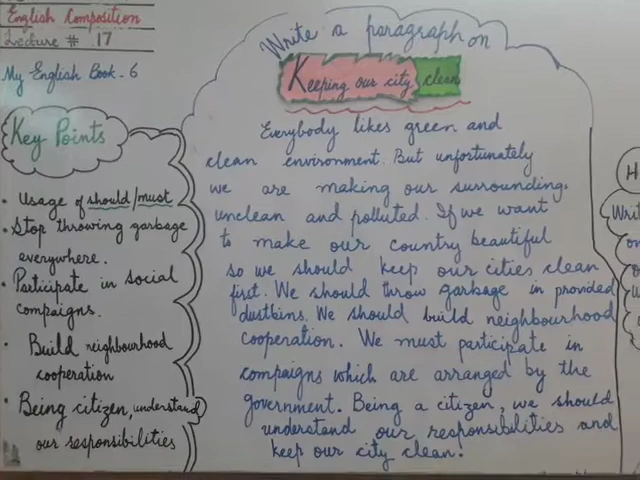 English Composition
Lecture # 17
My English Book - 6
Key Points
• Usage of should/must
• Stop throwing garbage
everywhere.
• Participate in social
compaigns.
• Build neighbourhood
cooperation
• Being citizen, understand
our responsibilities
Write a paragraph on
Keeping our city clean
Everybody likes green and
clean environment. But unfortunately
we are making our surroundings
unclean and polluted. If we want
to make our country beautiful
so we should keep our cities clean
first. We should throw garbage in provided
dustbins. We should build neighbourhood
cooperation. We must participate in
compaigns which are arranged by the
government. Being a citizen, we should
understand our responsibilities and
keep our city clean.